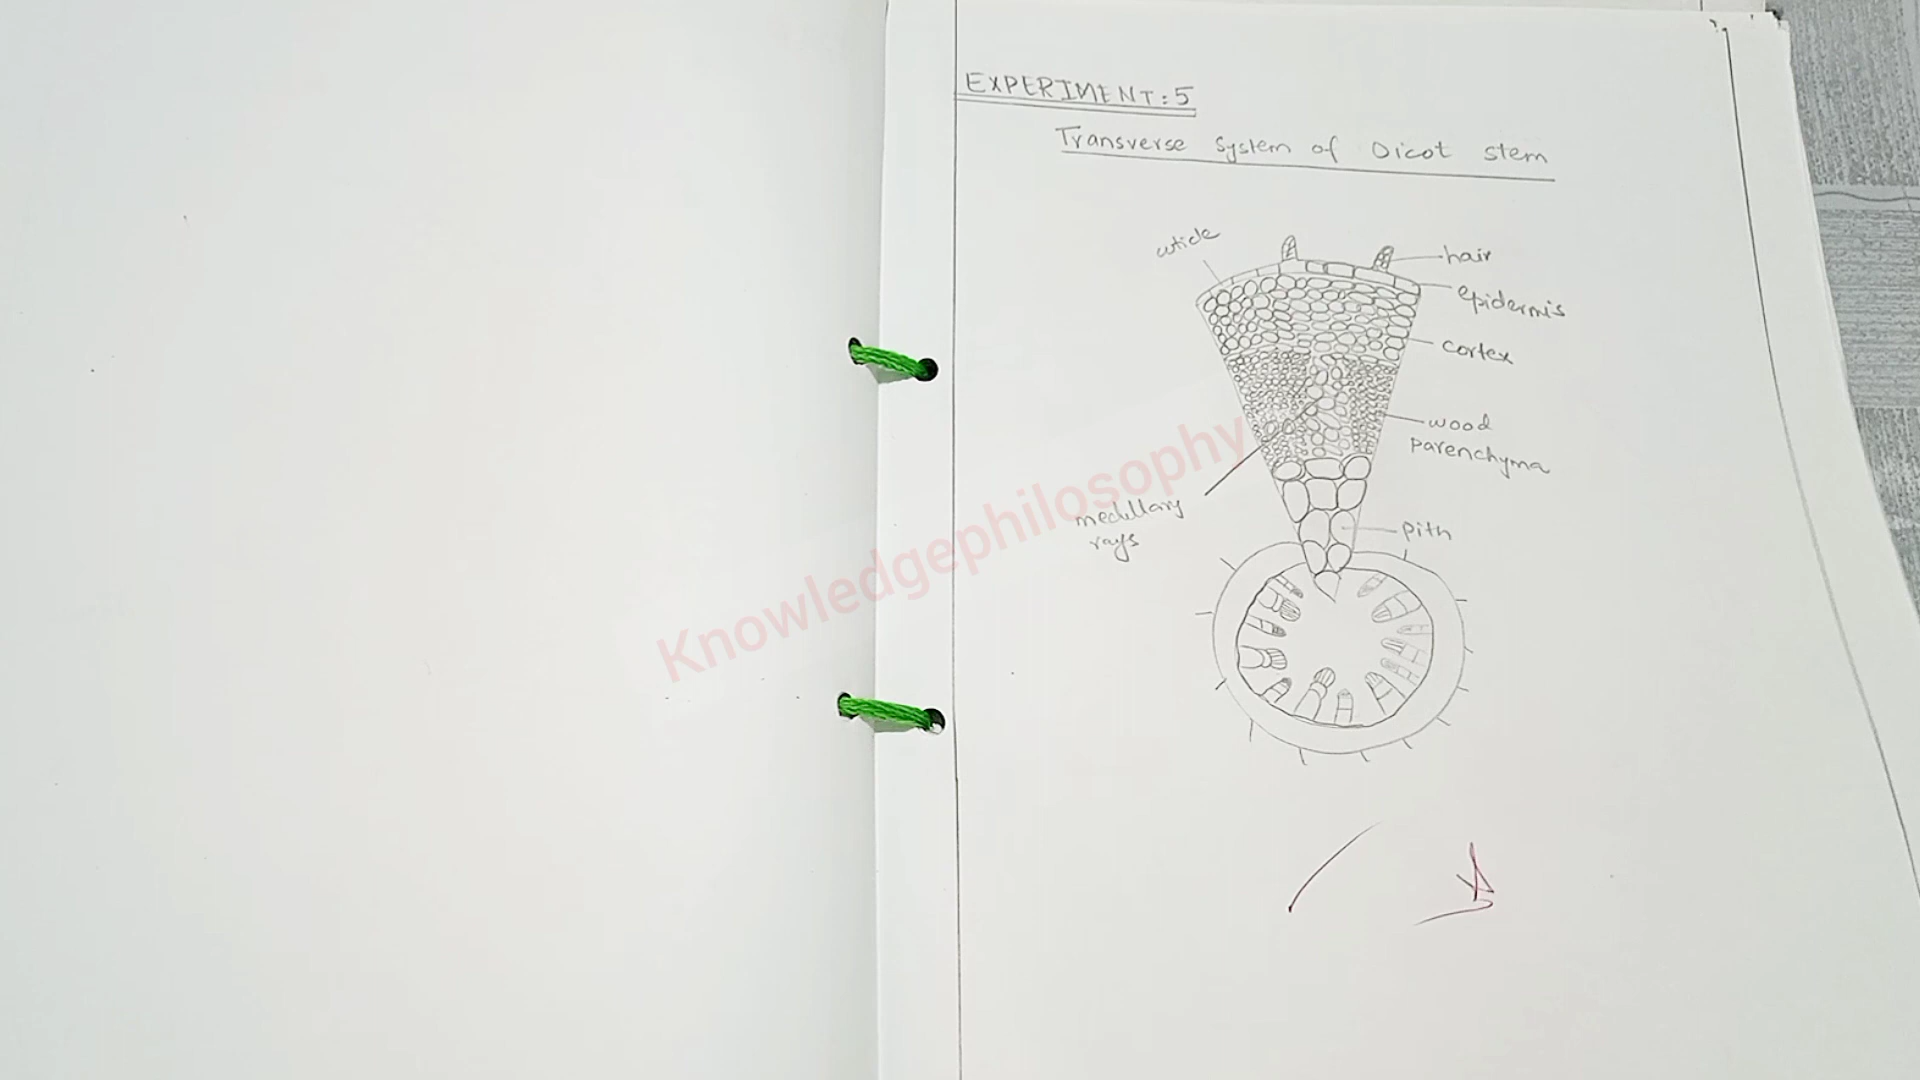 EXPERIMENT: 5
Transverse System of Dicot stem
cuticle
hair
epidermis
cortex
wood
parenchyma
medullary
rays
pith
Knowledgephilosophy